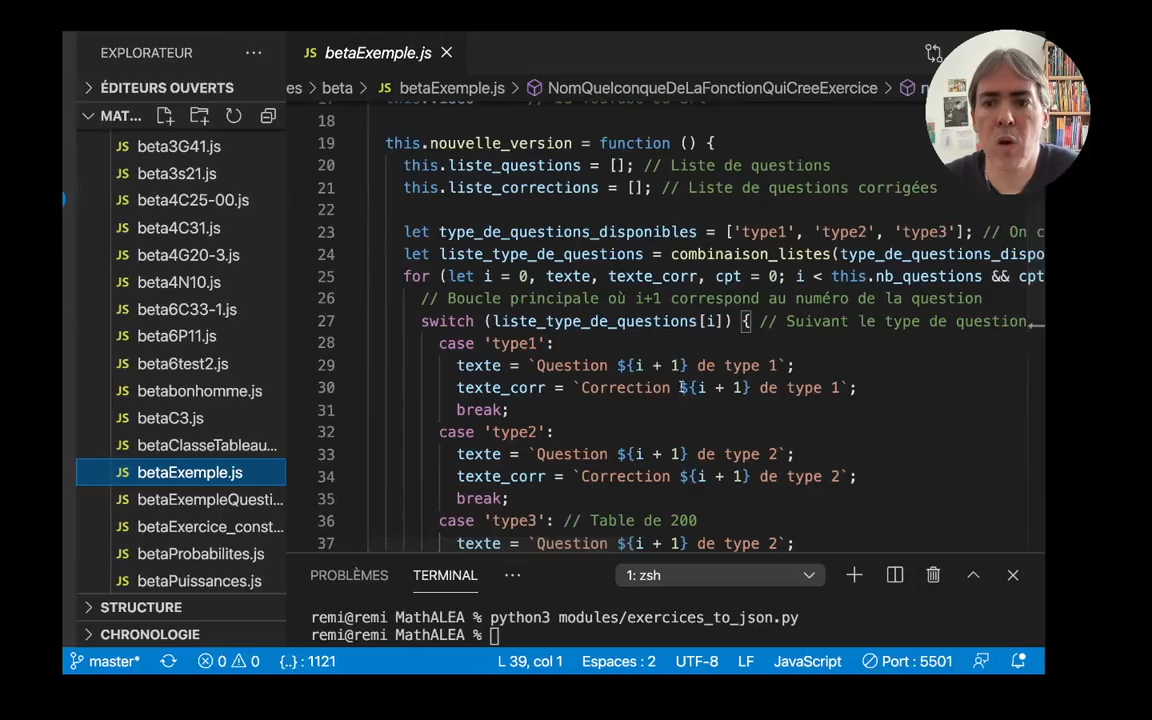 EXPLORATEUR ···
JS betaExemple.js
ÉDITEURS OUVERTS
es > beta > JS betaExemple.js > NomQuelconqueDeLaFonctionQuiCreeExercice >
MAT...
JS beta3G41.js
JS beta3s21.js
JS beta4C25-00.js
JS beta4C31.js
JS beta4G20-3.js
JS beta4N10.js
JS beta6C33-1.js
JS beta6P11.js
JS beta6test2.js
JS betabonhomme.js
JS betaC3.js
JS betaClasseTableau...
JS betaExemple.js
JS betaExempleQuesti...
JS betaExercice_const...
JS betaProbabilites.js
JS betaPuissances.js
STRUCTURE
CHRONOLOGIE
18
19 this.nouvelle_version = function () {
20 this.liste_questions = []; // Liste de questions
21 this.liste_corrections = []; // Liste de questions corrigées
22
23 let type_de_questions_disponibles = ['type1', 'type2', 'type3']; // On c
24 let liste_type_de_questions = combinaison_listes(type_de_questions_dispo
25 for (let i = 0, texte, texte_corr, cpt = 0; i < this.nb_questions && cpt
26 // Boucle principale où i+1 correspond au numéro de la question
27 switch (liste_type_de_questions[i]) { // Suivant le type de question,
28 case 'type1':
29 texte = `Question ${i + 1} de type 1`;
30 texte_corr = `Correction ${i + 1} de type 1`;
31 break;
32 case 'type2':
33 texte = `Question ${i + 1} de type 2`;
34 texte_corr = `Correction ${i + 1} de type 2`;
35 break;
36 case 'type3': // Table de 200
37 texte = `Question ${i + 1} de type 2`;
PROBLÈMES TERMINAL ··· 1: zsh
remi@remi MathALEA % python3 modules/exercices_to_json.py
remi@remi MathALEA %
master* 0 0 {..} : 1121 L 39, col 1 Espaces : 2 UTF-8 LF JavaScript Port : 5501